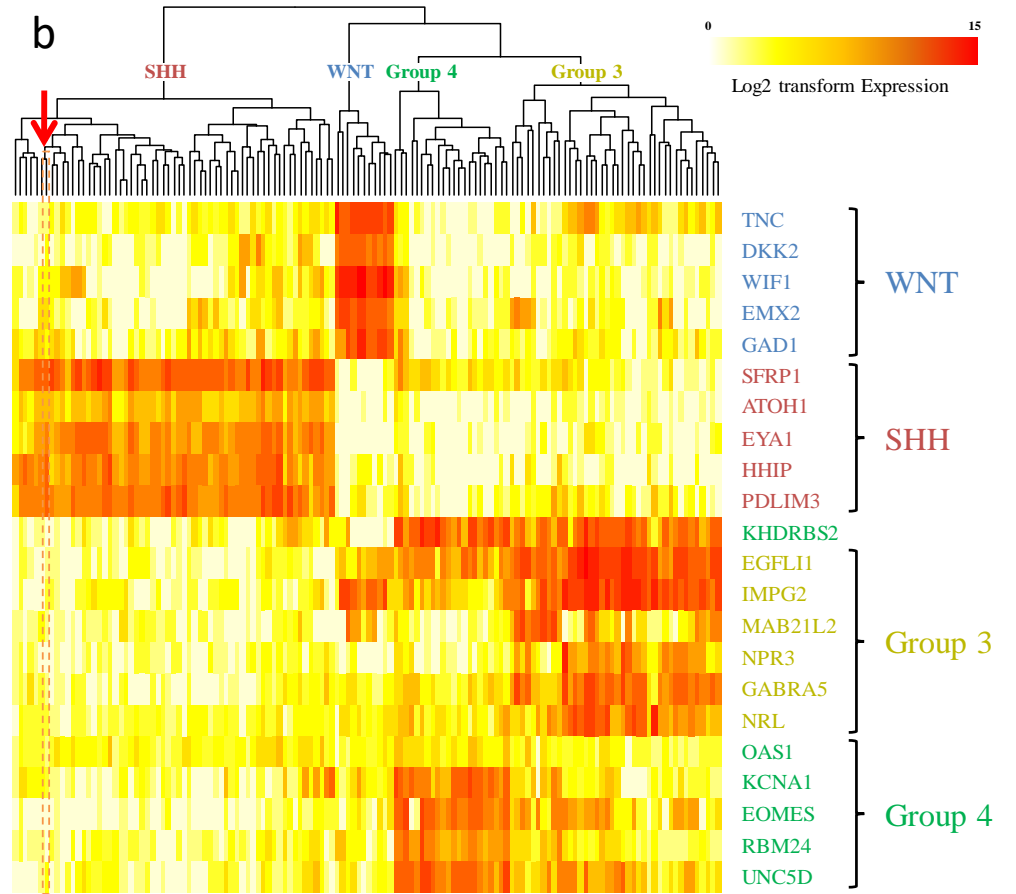 b
0 15
Log2 transform Expression
SHH WNT Group 4 Group 3
TNC
DKK2
WIF1
EMX2
GAD1
WNT
SFRP1
ATOH1
EYA1
HHIP
PDLIM3
SHH
KHDRBS2
EGFLI1
IMPG2
MAB21L2
NPR3
GABRA5
NRL
Group 3
OAS1
KCNA1
EOMES
RBM24
UNC5D
Group 4